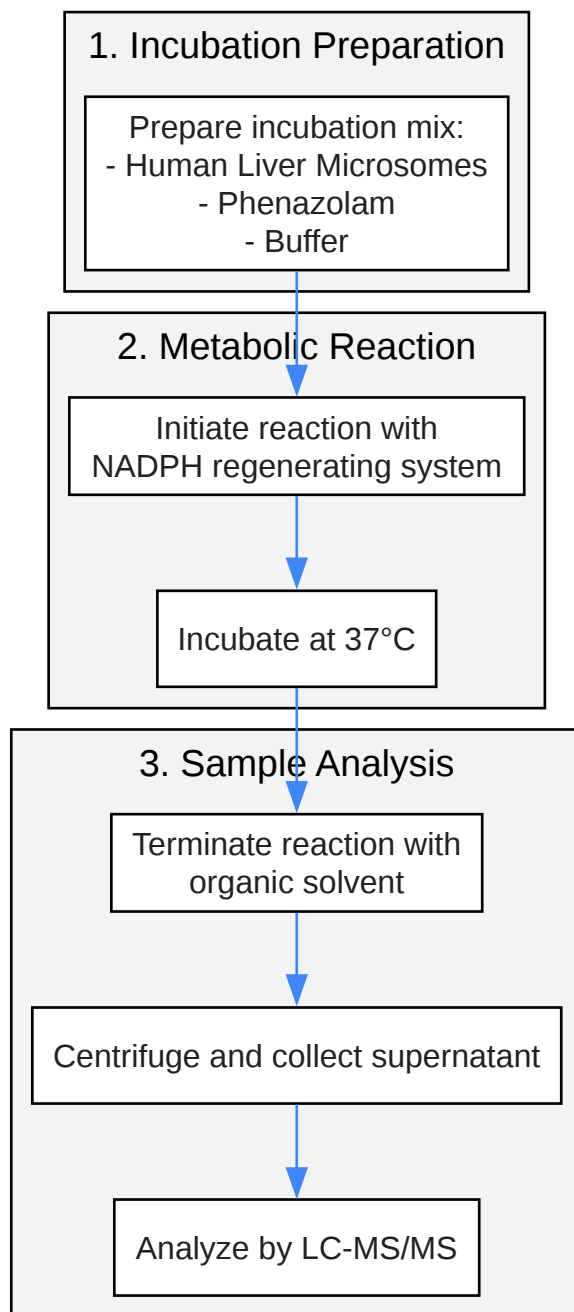 1. Incubation Preparation
Prepare incubation mix:
- Human Liver Microsomes
- Phenazolam
- Buffer
2. Metabolic Reaction
Initiate reaction with
NADPH regenerating system
Incubate at 37°C
3. Sample Analysis
Terminate reaction with
organic solvent
Centrifuge and collect supernatant
Analyze by LC-MS/MS